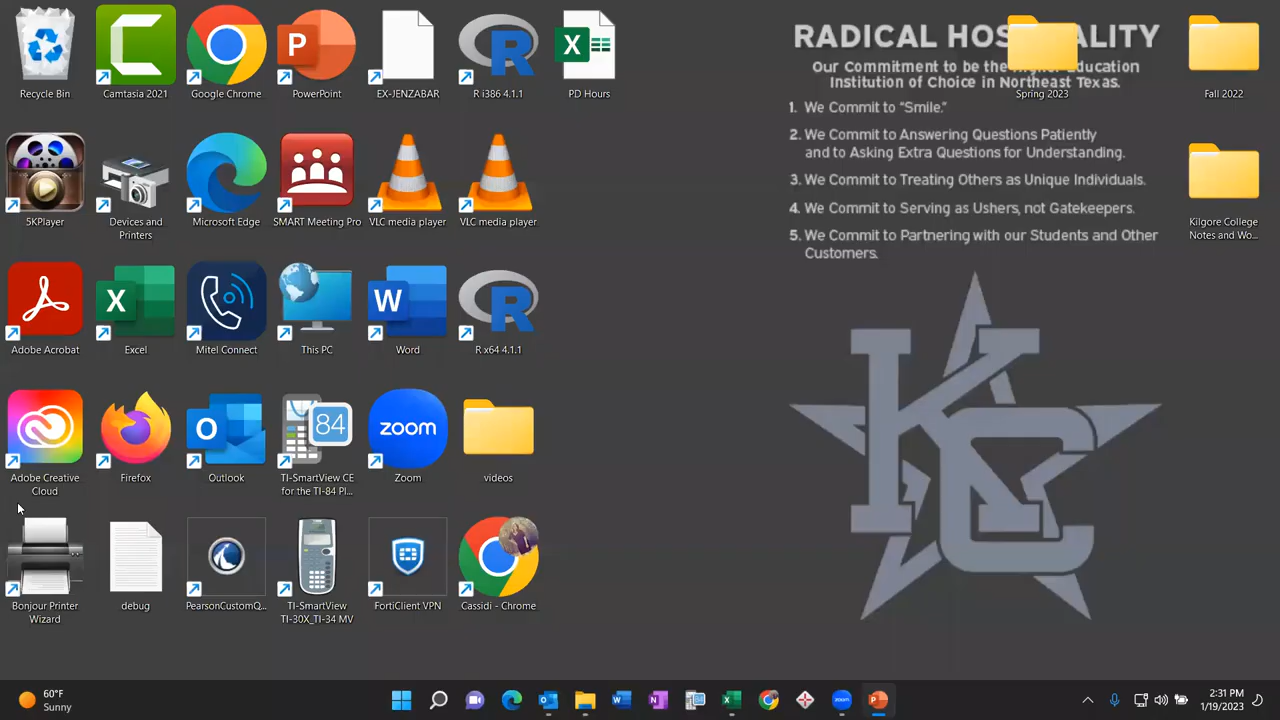 Recycle Bin
Camtasia 2021
Google Chrome
P
PowerPoint
EX-JENZABAR
R
R i386 4.1.1
X
PD Hours
5KPlayer
Devices and
Printers
Microsoft Edge
SMART Meeting Pro
VLC media player
VLC media player
Adobe Acrobat
X
Excel
Mitel Connect
This PC
W
Word
R
R x64 4.1.1
Adobe Creative
Cloud
Firefox
O
Outlook
84
TI-SmartView CE
for the TI-84 Pl...
zoom
Zoom
videos
Bonjour Printer
Wizard
debug
PearsonCustomQ...
TI-SmartView
TI-30X_TI-34 MV
FortiClient VPN
Cassidi - Chrome
RADICAL HOS ALITY
Our Commitment to be the Higher Education
Institution of Choice in Northeast Texas.
1. We Commit to “Smile.”
2. We Commit to Answering Questions Patiently
and to Asking Extra Questions for Understanding.
3. We Commit to Treating Others as Unique Individuals.
4. We Commit to Serving as Ushers, not Gatekeepers.
5. We Commit to Partnering with our Students and Other
Customers.
Spring 2023
Fall 2022
Kilgore College
Notes and Wo...
KC
60°F
Sunny
2:31 PM
1/19/2023